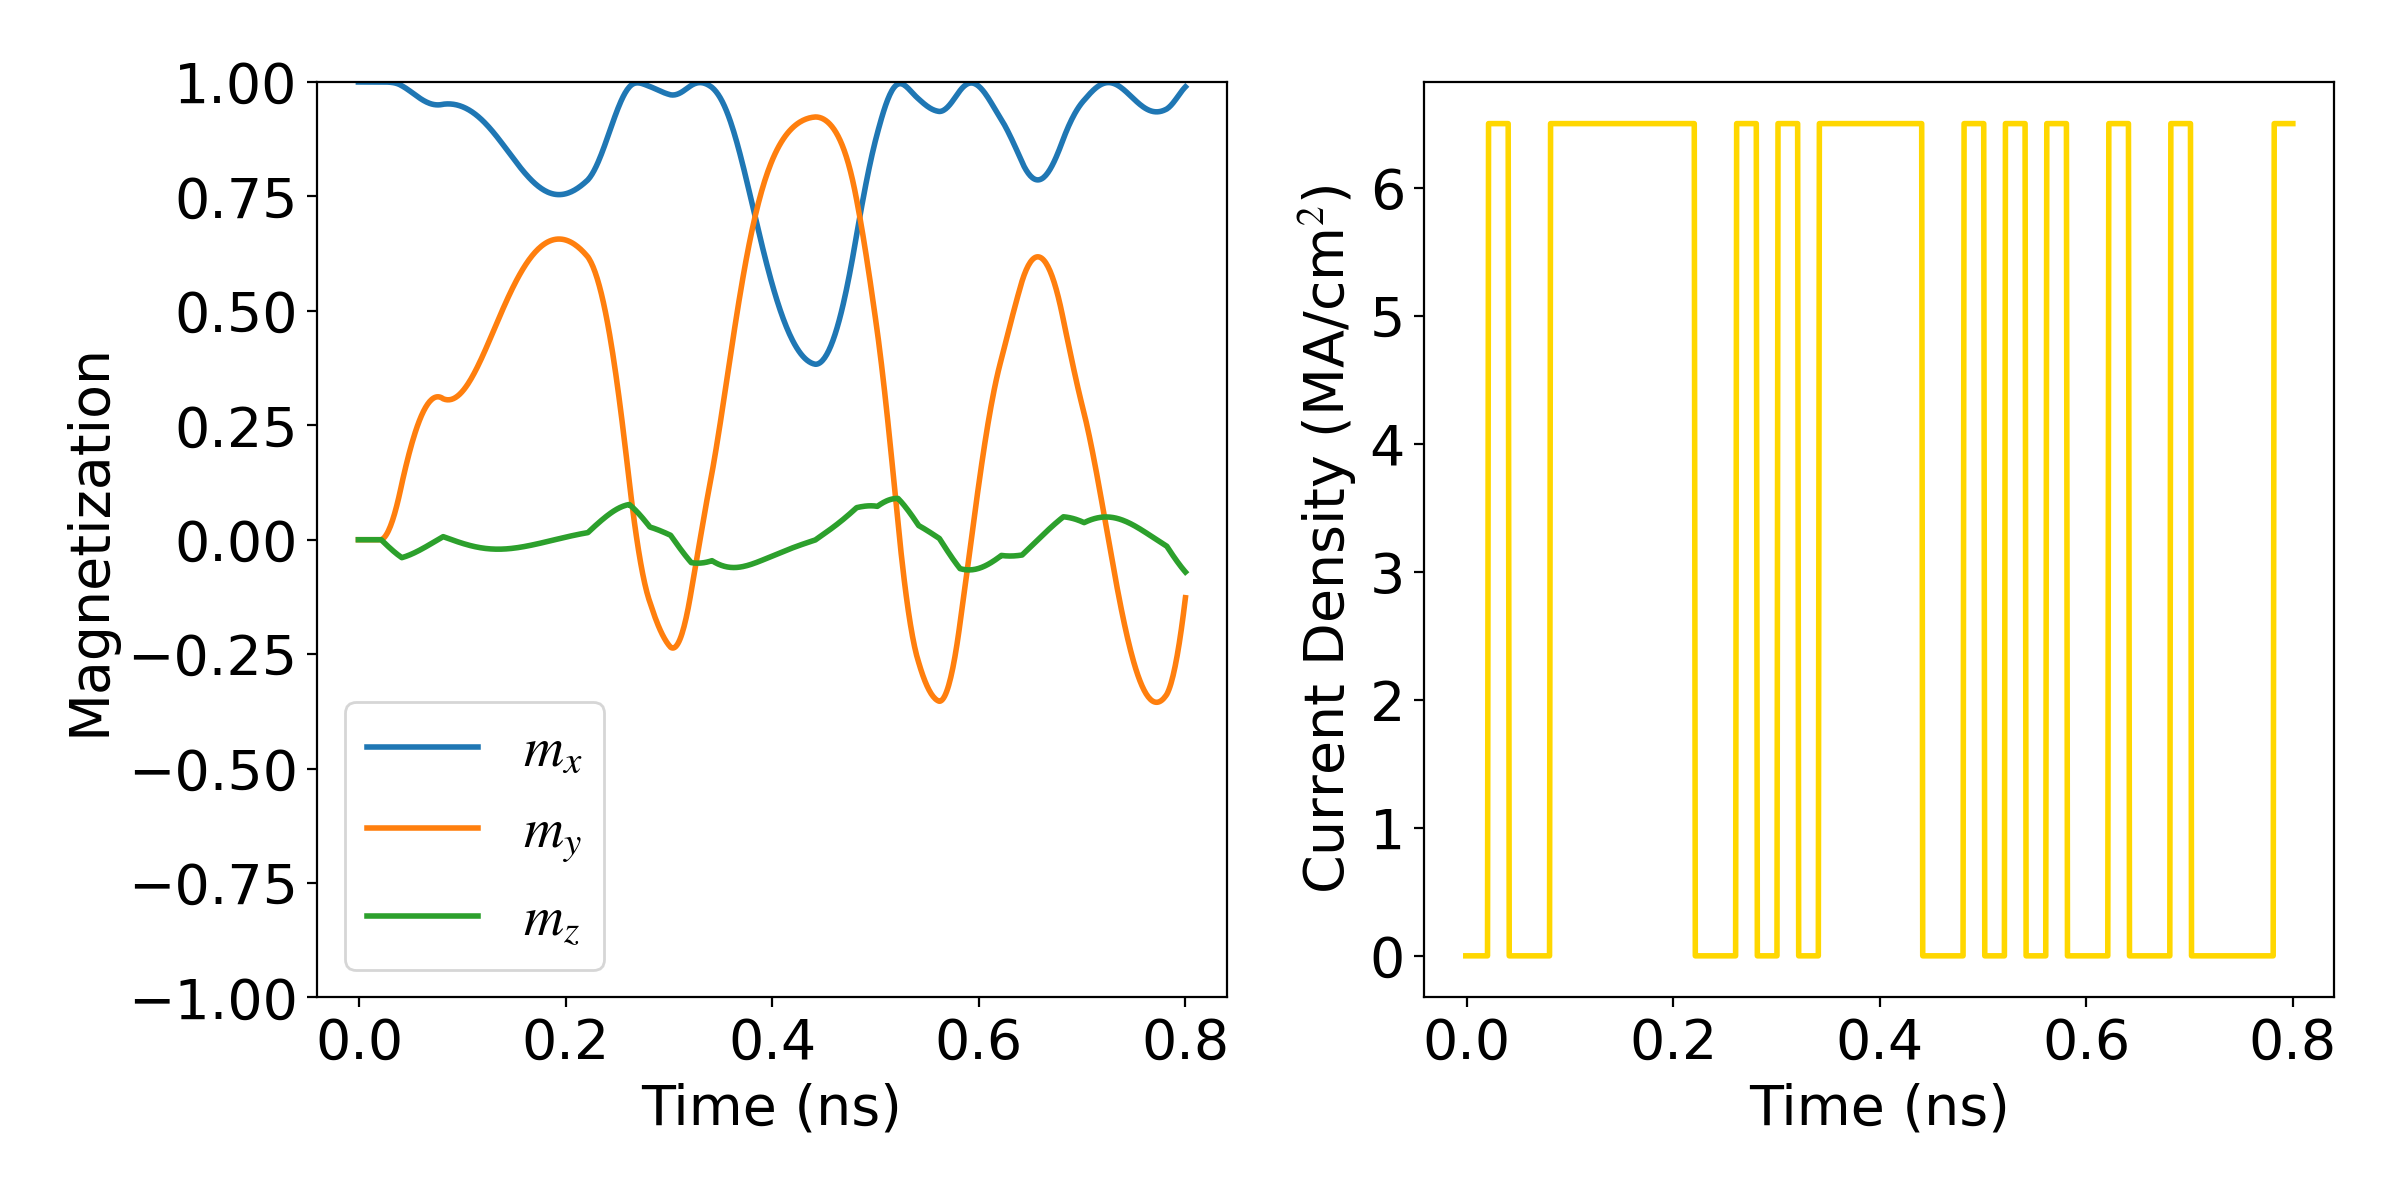 Magnetization
1.00
0.75
0.50
0.25
0.00
−0.25
−0.50
−0.75
−1.00
0.0 0.2 0.4 0.6 0.8
Time (ns)
mₓ
m_y
m_z
Current Density (MA/cm²)
6
5
4
3
2
1
0
0.0 0.2 0.4 0.6 0.8
Time (ns)